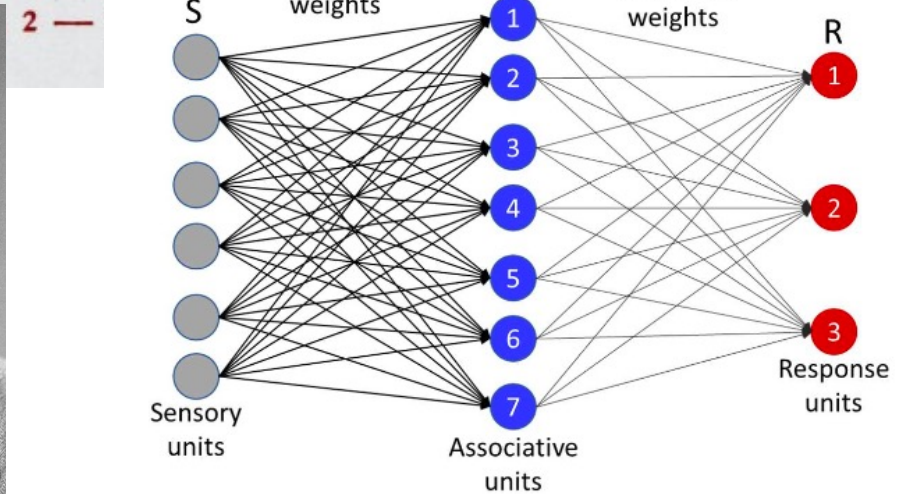 2
S
weights
weights
R
1
2
3
4
5
6
7
1
2
3
Sensory
units
Associative
units
Response
units